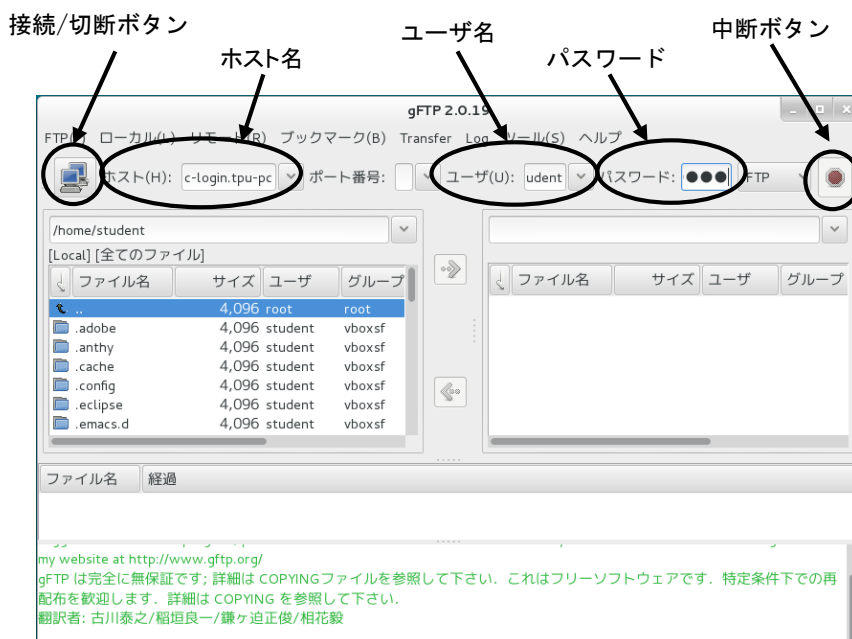 接続/切断ボタン
ホスト名
ユーザ名
パスワード
中断ボタン
gFTP 2.0.19
ローカル(L) リモート(R) ブックマーク(B) Transfer Log ツール(S) ヘルプ
ホスト(H): c-login.tpu-pc ポート番号: ユーザ(U): udent パスワード: ●●● FTP
/home/student
[Local] [全てのファイル]
ファイル名 サイズ ユーザ グループ
.. 4,096 root root
.adobe 4,096 student vboxsf
.anthy 4,096 student vboxsf
.cache 4,096 student vboxsf
.config 4,096 student vboxsf
.eclipse 4,096 student vboxsf
.emacs.d 4,096 student vboxsf
ファイル名 サイズ ユーザ グループ
ファイル名 経過
my website at http://www.gftp.org/
gFTP は完全に無保証です; 詳細は COPYINGファイルを参照して下さい．これはフリーソフトウェアです．特定条件下での再
配布を歓迎します．詳細は COPYING を参照して下さい．
翻訳者: 古川泰之/稲垣良一/鎌ヶ迫正俊/相花毅